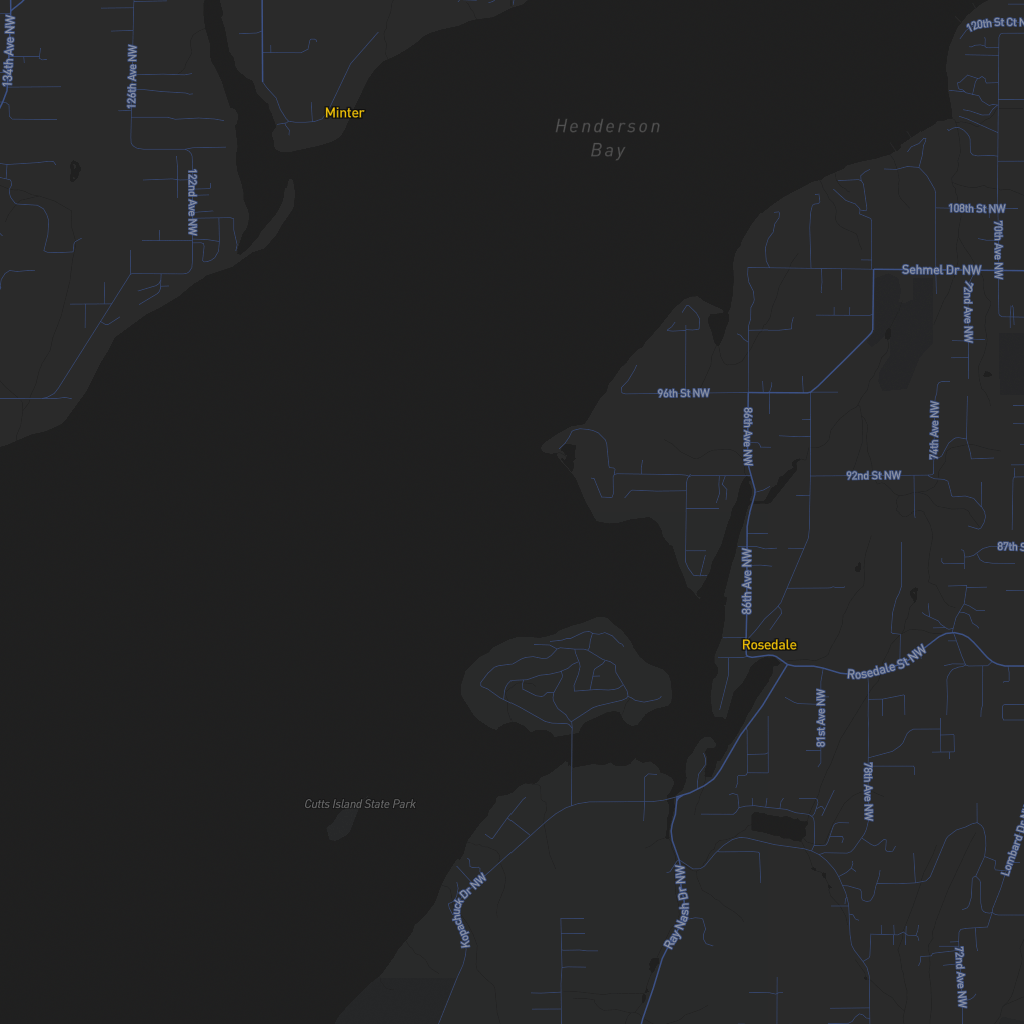 120th St Ct N
134th Ave NW
126th Ave NW
Minter
Henderson
Bay
122nd Ave NW
108th St NW
70th Ave NW
Sehmel Dr NW
72nd Ave NW
96th St NW
86th Ave NW
74th Ave NW
92nd St NW
87th S
86th Ave NW
Rosedale
Rosedale St NW
81st Ave NW
78th Ave NW
Cutts Island State Park
Lombard Dr N
Kopachuck Dr NW
Ray Nash Dr NW
72nd Ave NW